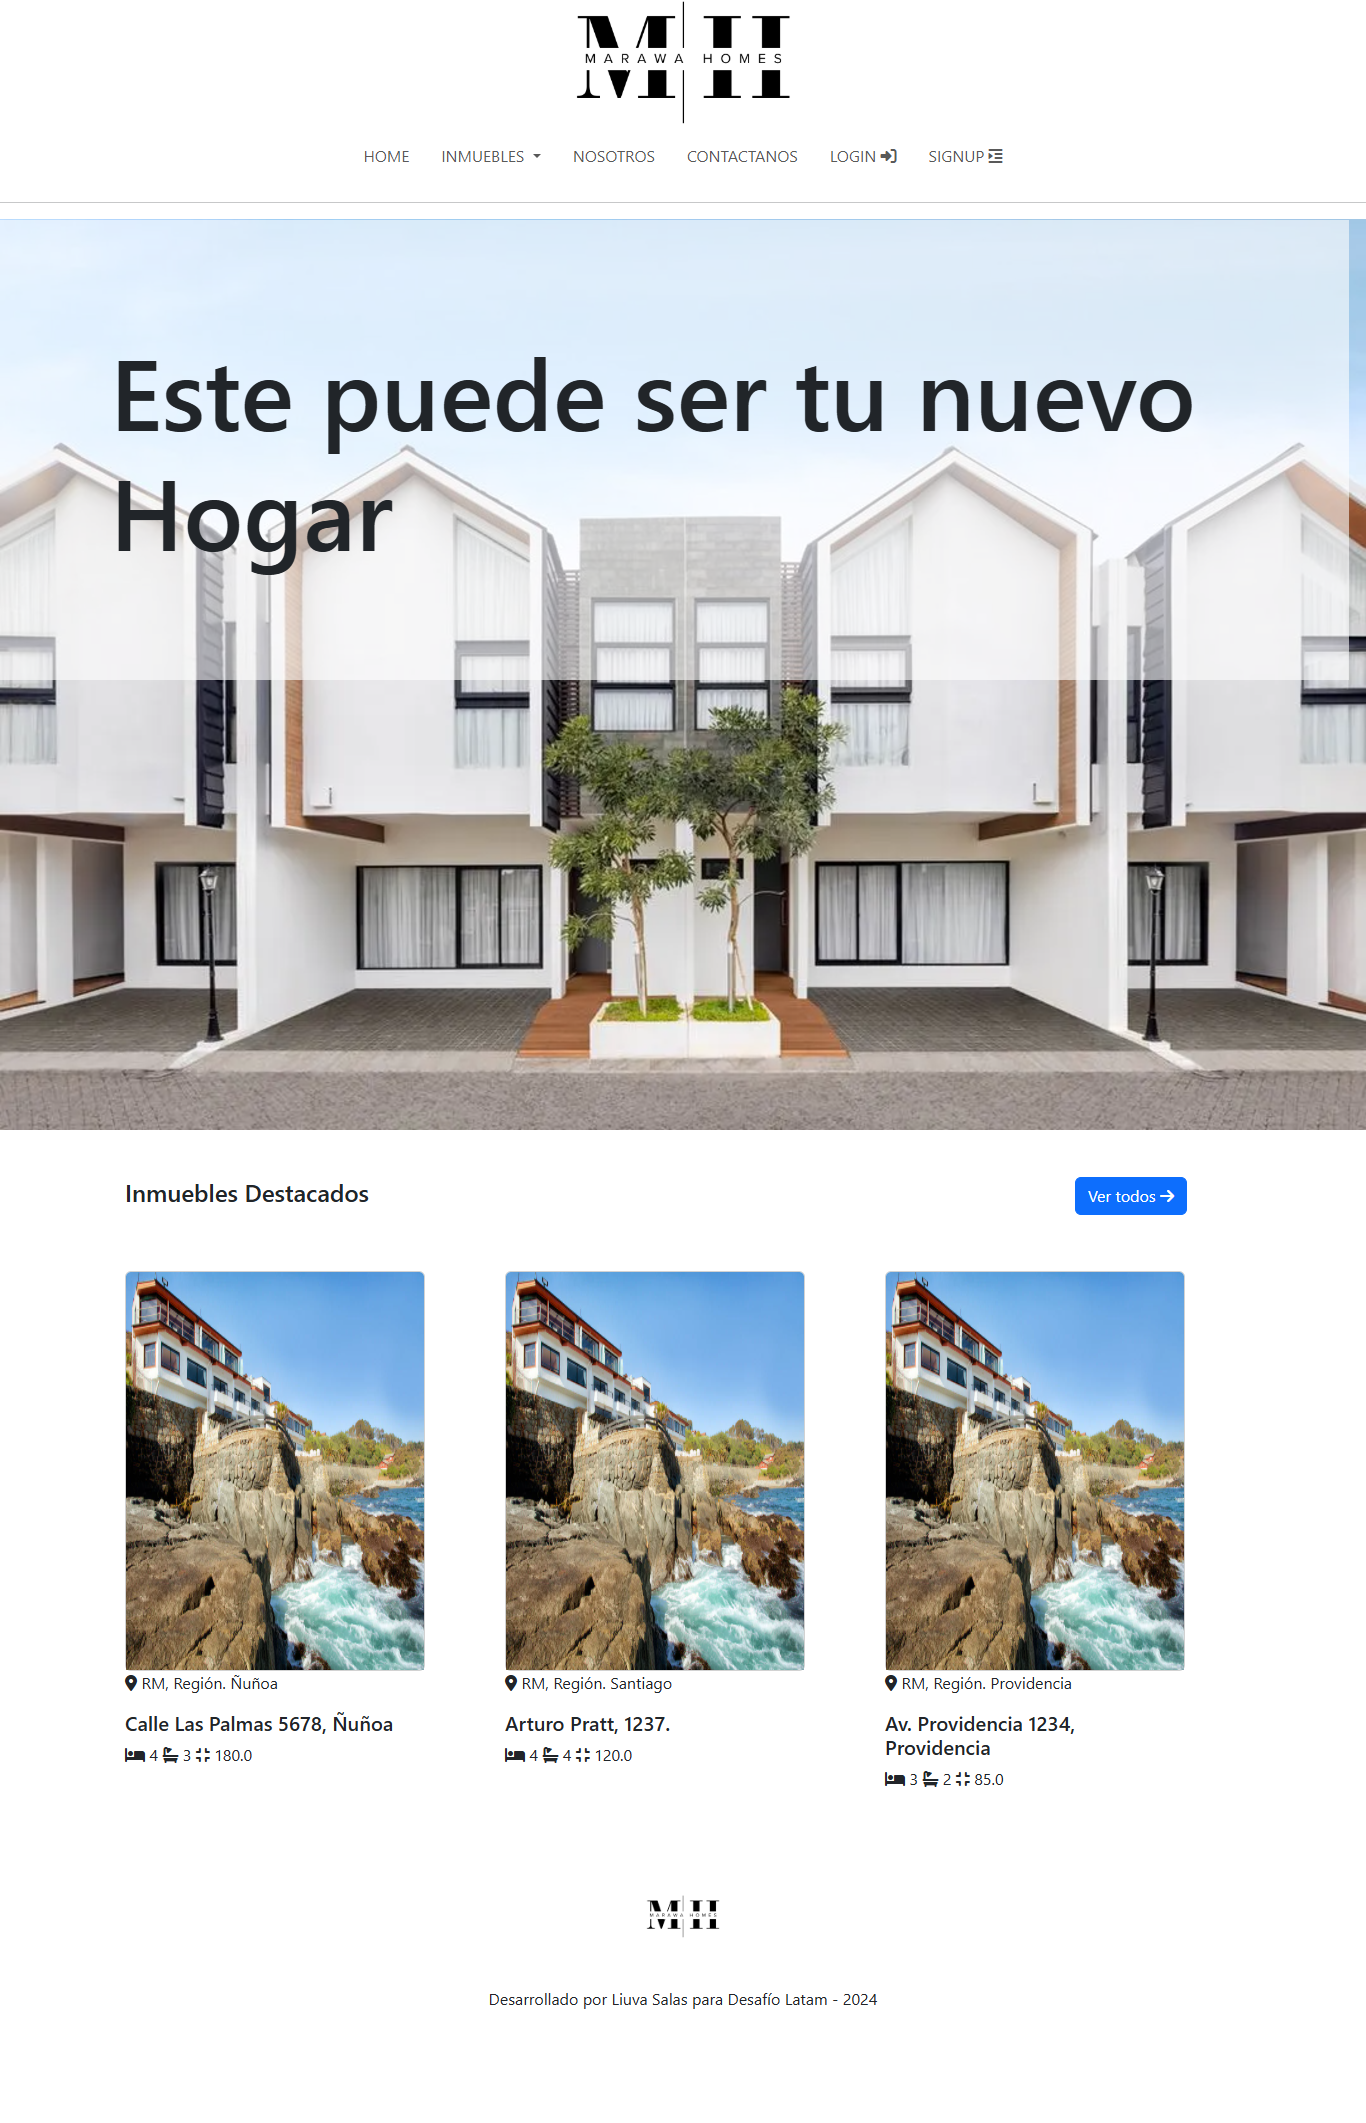 MARAWA HOMES
HOME INMUEBLES NOSOTROS CONTACTANOS LOGIN SIGNUP
Este puede ser tu nuevo
Hogar
Inmuebles Destacados
Ver todos
RM, Región. Ñuñoa
Calle Las Palmas 5678, Ñuñoa
4 3 180.0
RM, Región. Santiago
Arturo Pratt, 1237.
4 4 120.0
RM, Región. Providencia
Av. Providencia 1234,
Providencia
3 2 85.0
MARAWA HOMES
Desarrollado por Liuva Salas para Desafío Latam - 2024